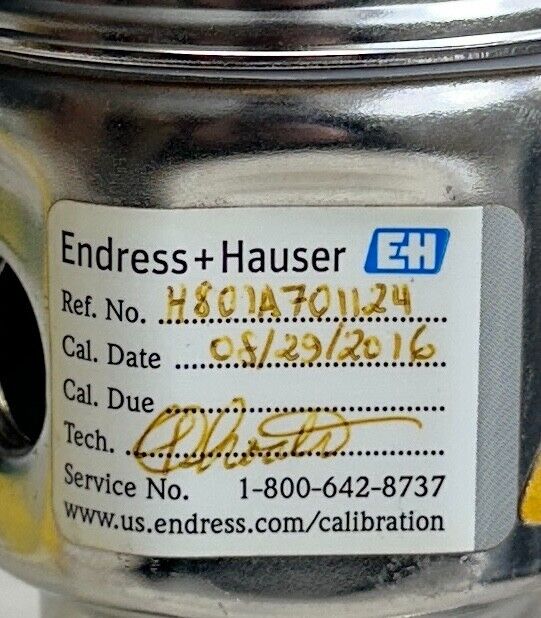 Endress+Hauser EH
Ref. No. H801A701124
Cal. Date 08/29/2016
Cal. Due
Tech.
Service No. 1-800-642-8737
www.us.endress.com/calibration